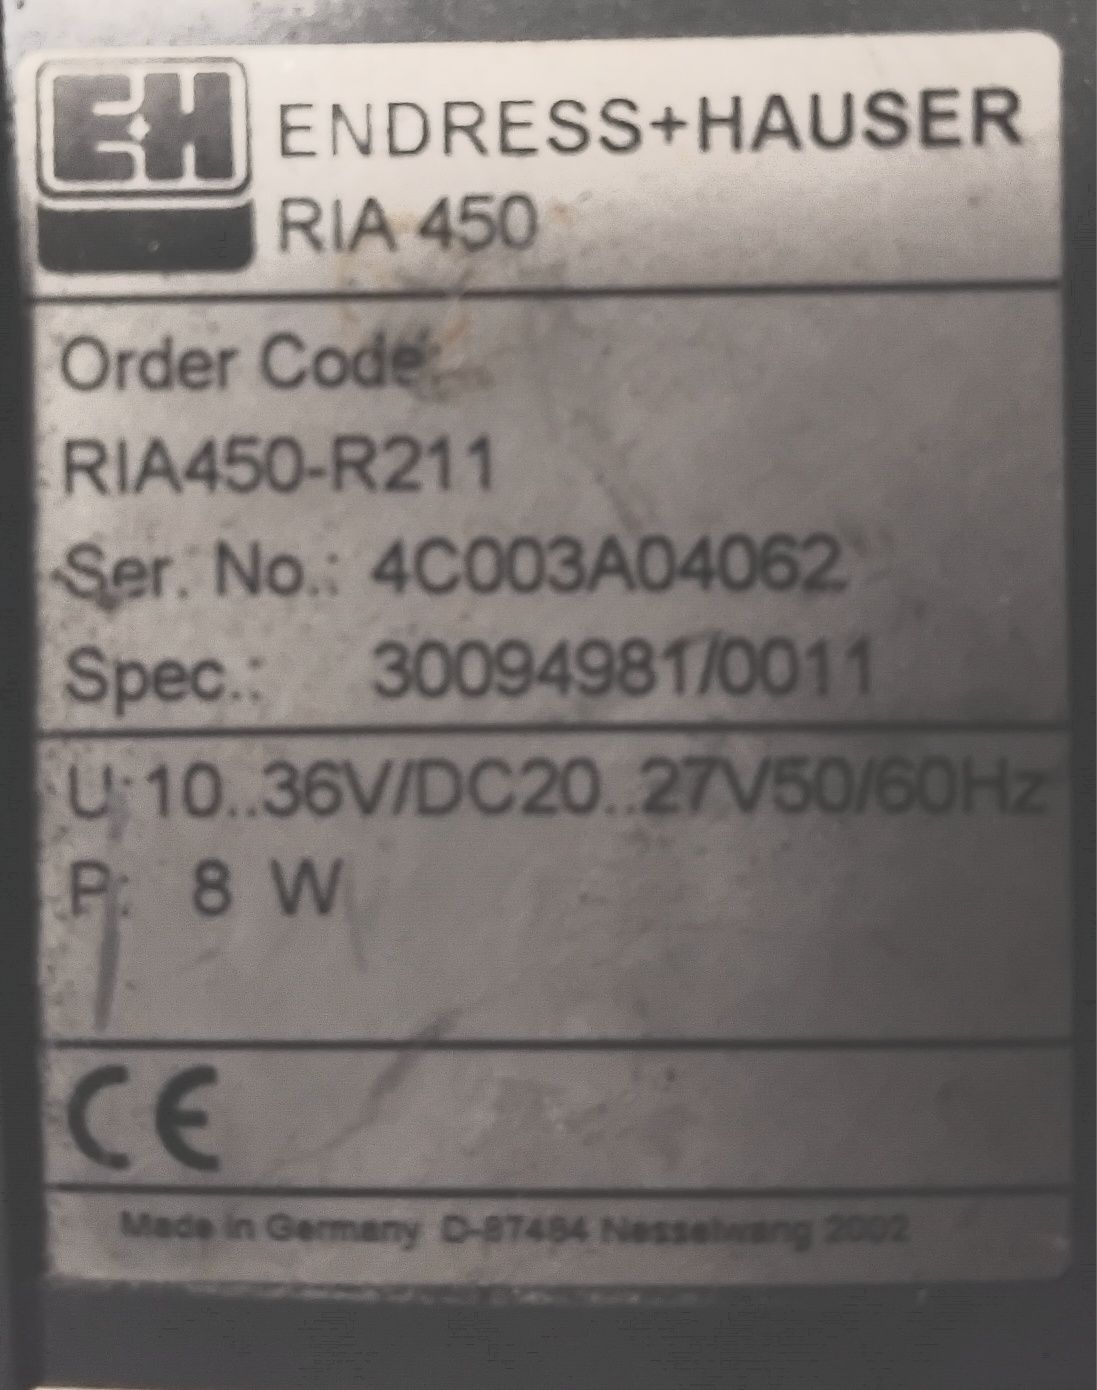 E+H
ENDRESS+HAUSER
RIA 450
Order Code:
RIA450-R211
Ser. No.: 4C003A04062
Spec.: 30094981/0011
U:10..36V/DC20..27V50/60Hz
P: 8 W
CE
Made in Germany D-87484 Nesselwang 2002